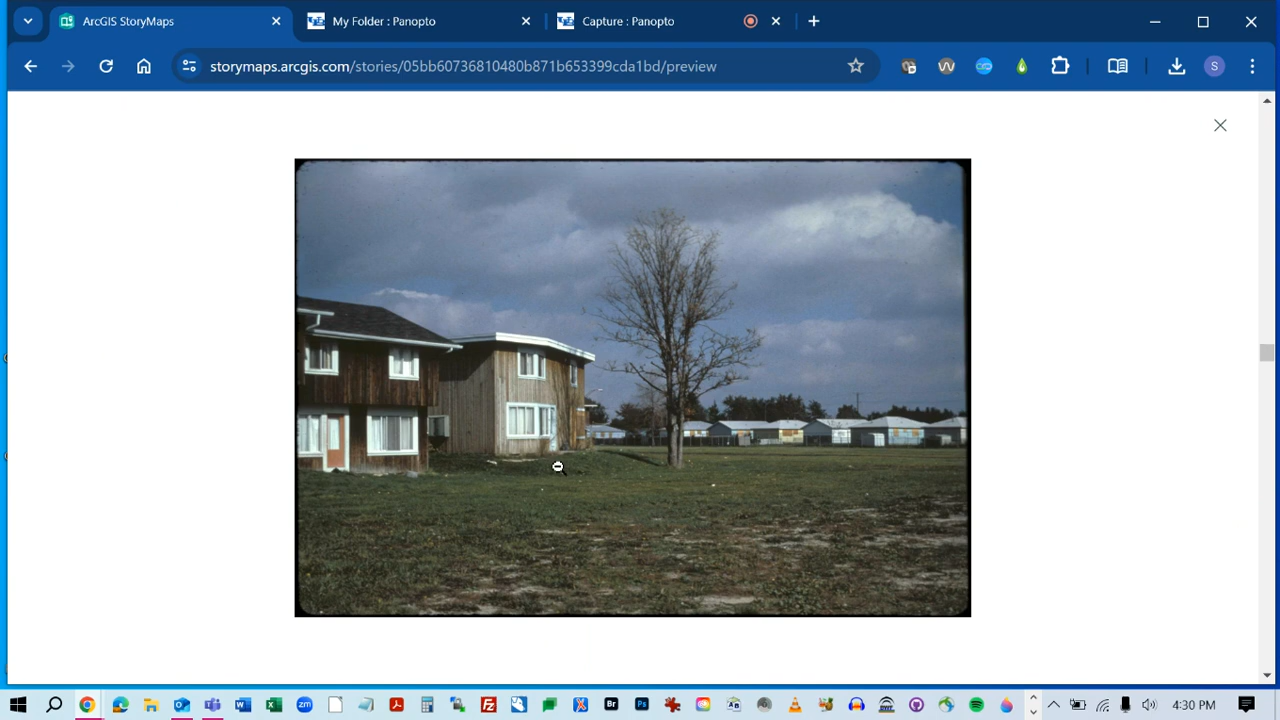 ArcGIS StoryMaps
My Folder : Panopto
Capture : Panopto
storymaps.arcgis.com/stories/05bb60736810480b871b653399cda1bd/preview
S
4:30 PM